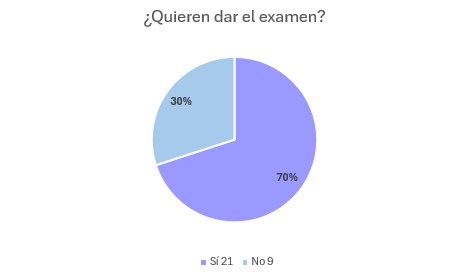 ¿Quieren dar el examen?
30%
70%
Sí 21 No 9